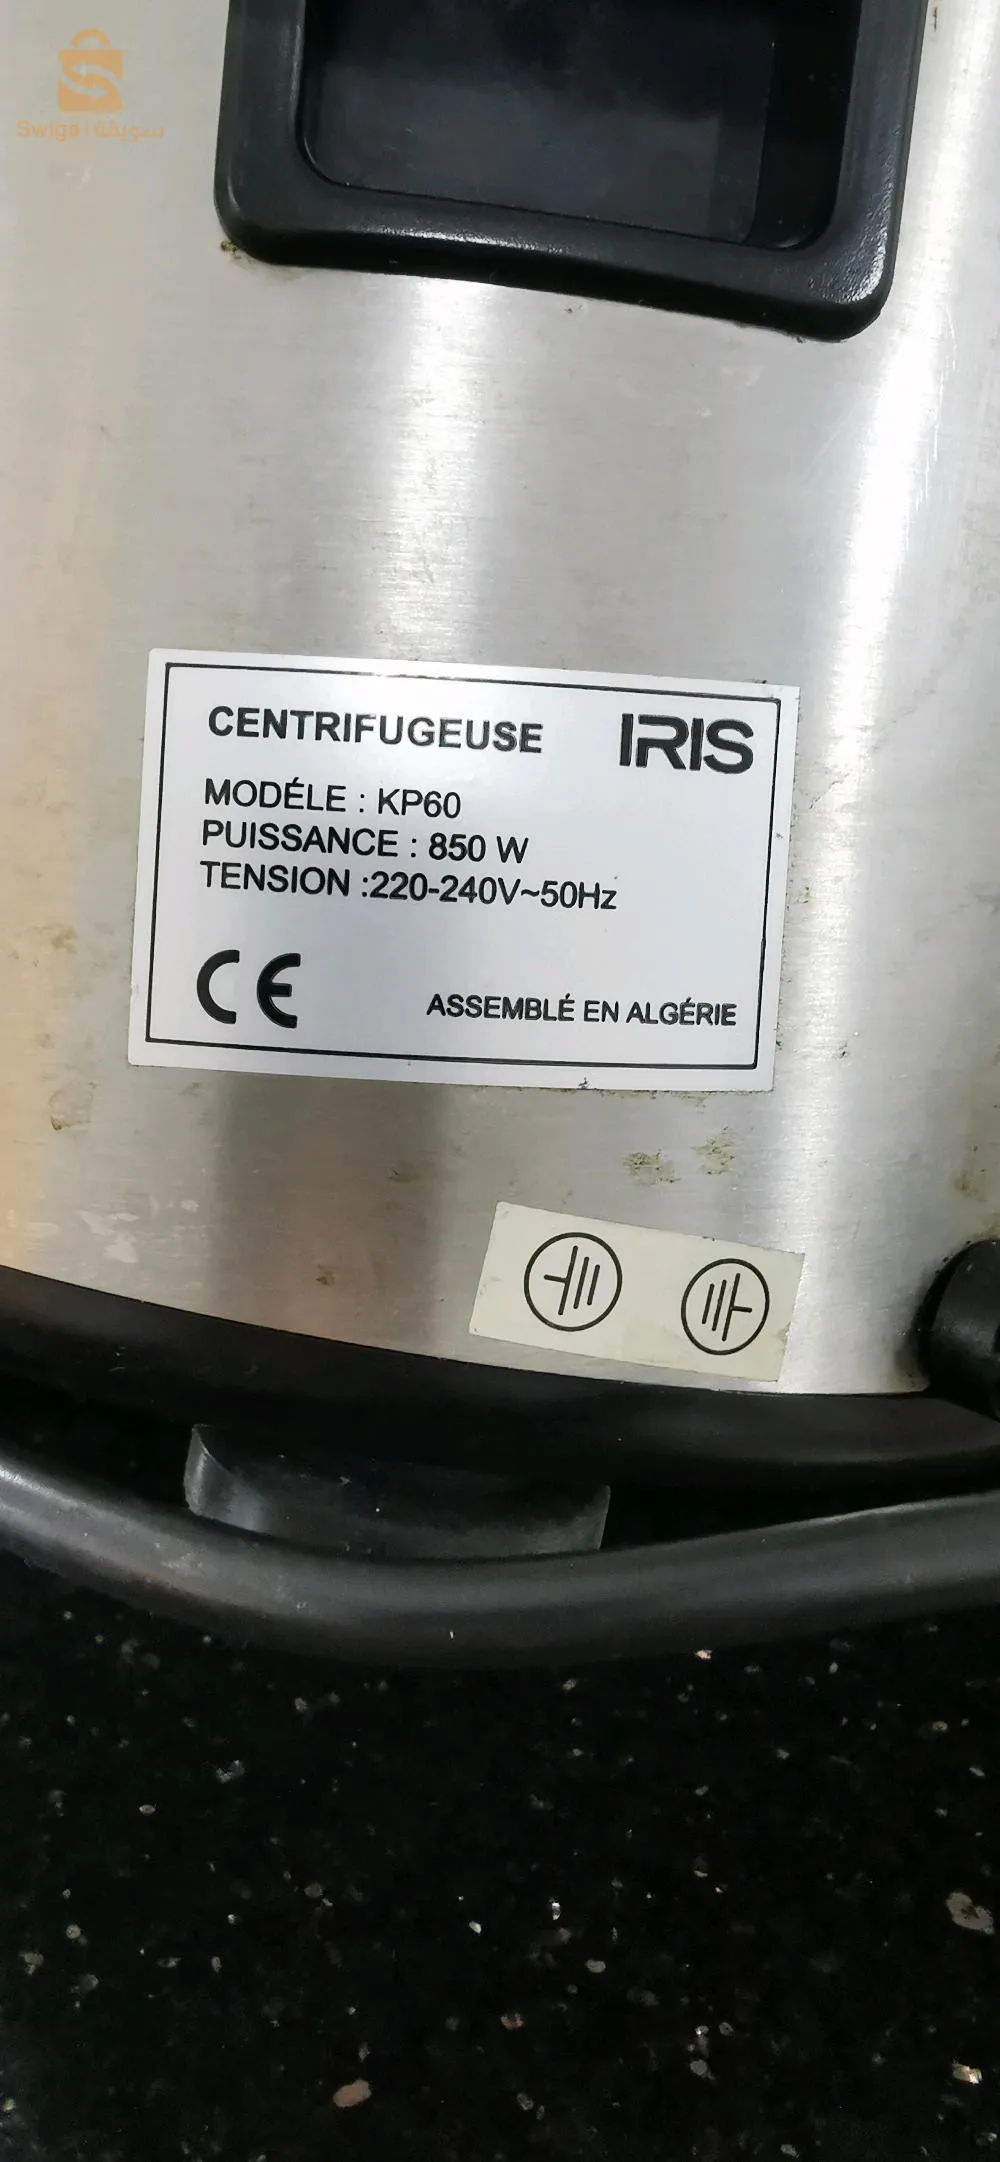 Swiga | سويقة
CENTRIFUGEUSE
IRIS
MODÉLE : KP60
PUISSANCE : 850 W
TENSION :220-240V~50Hz
CE
ASSEMBLÉ EN ALGÉRIE